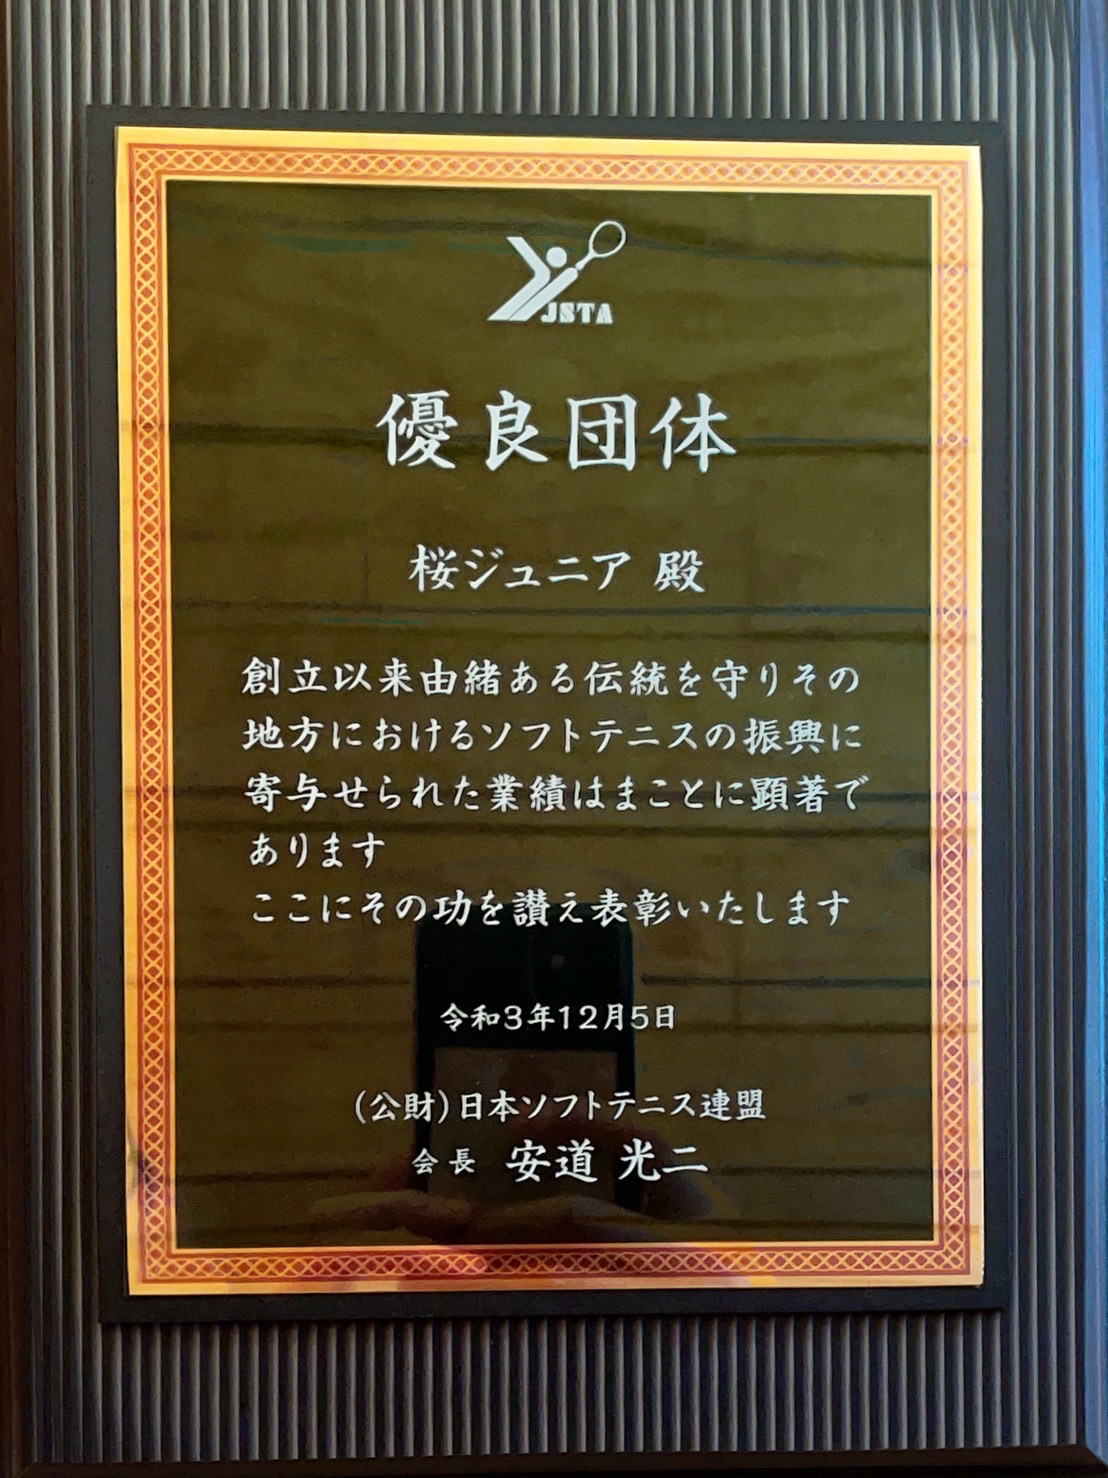 JSTA
優良団体
桜ジュニア 殿
創立以来由緒ある伝統を守りその
地方におけるソフトテニスの振興に
寄与せられた業績はまことに顕著で
あります
ここにその功を讃え表彰いたします
令和3年12月5日
(公財)日本ソフトテニス連盟
会長 安道 光二